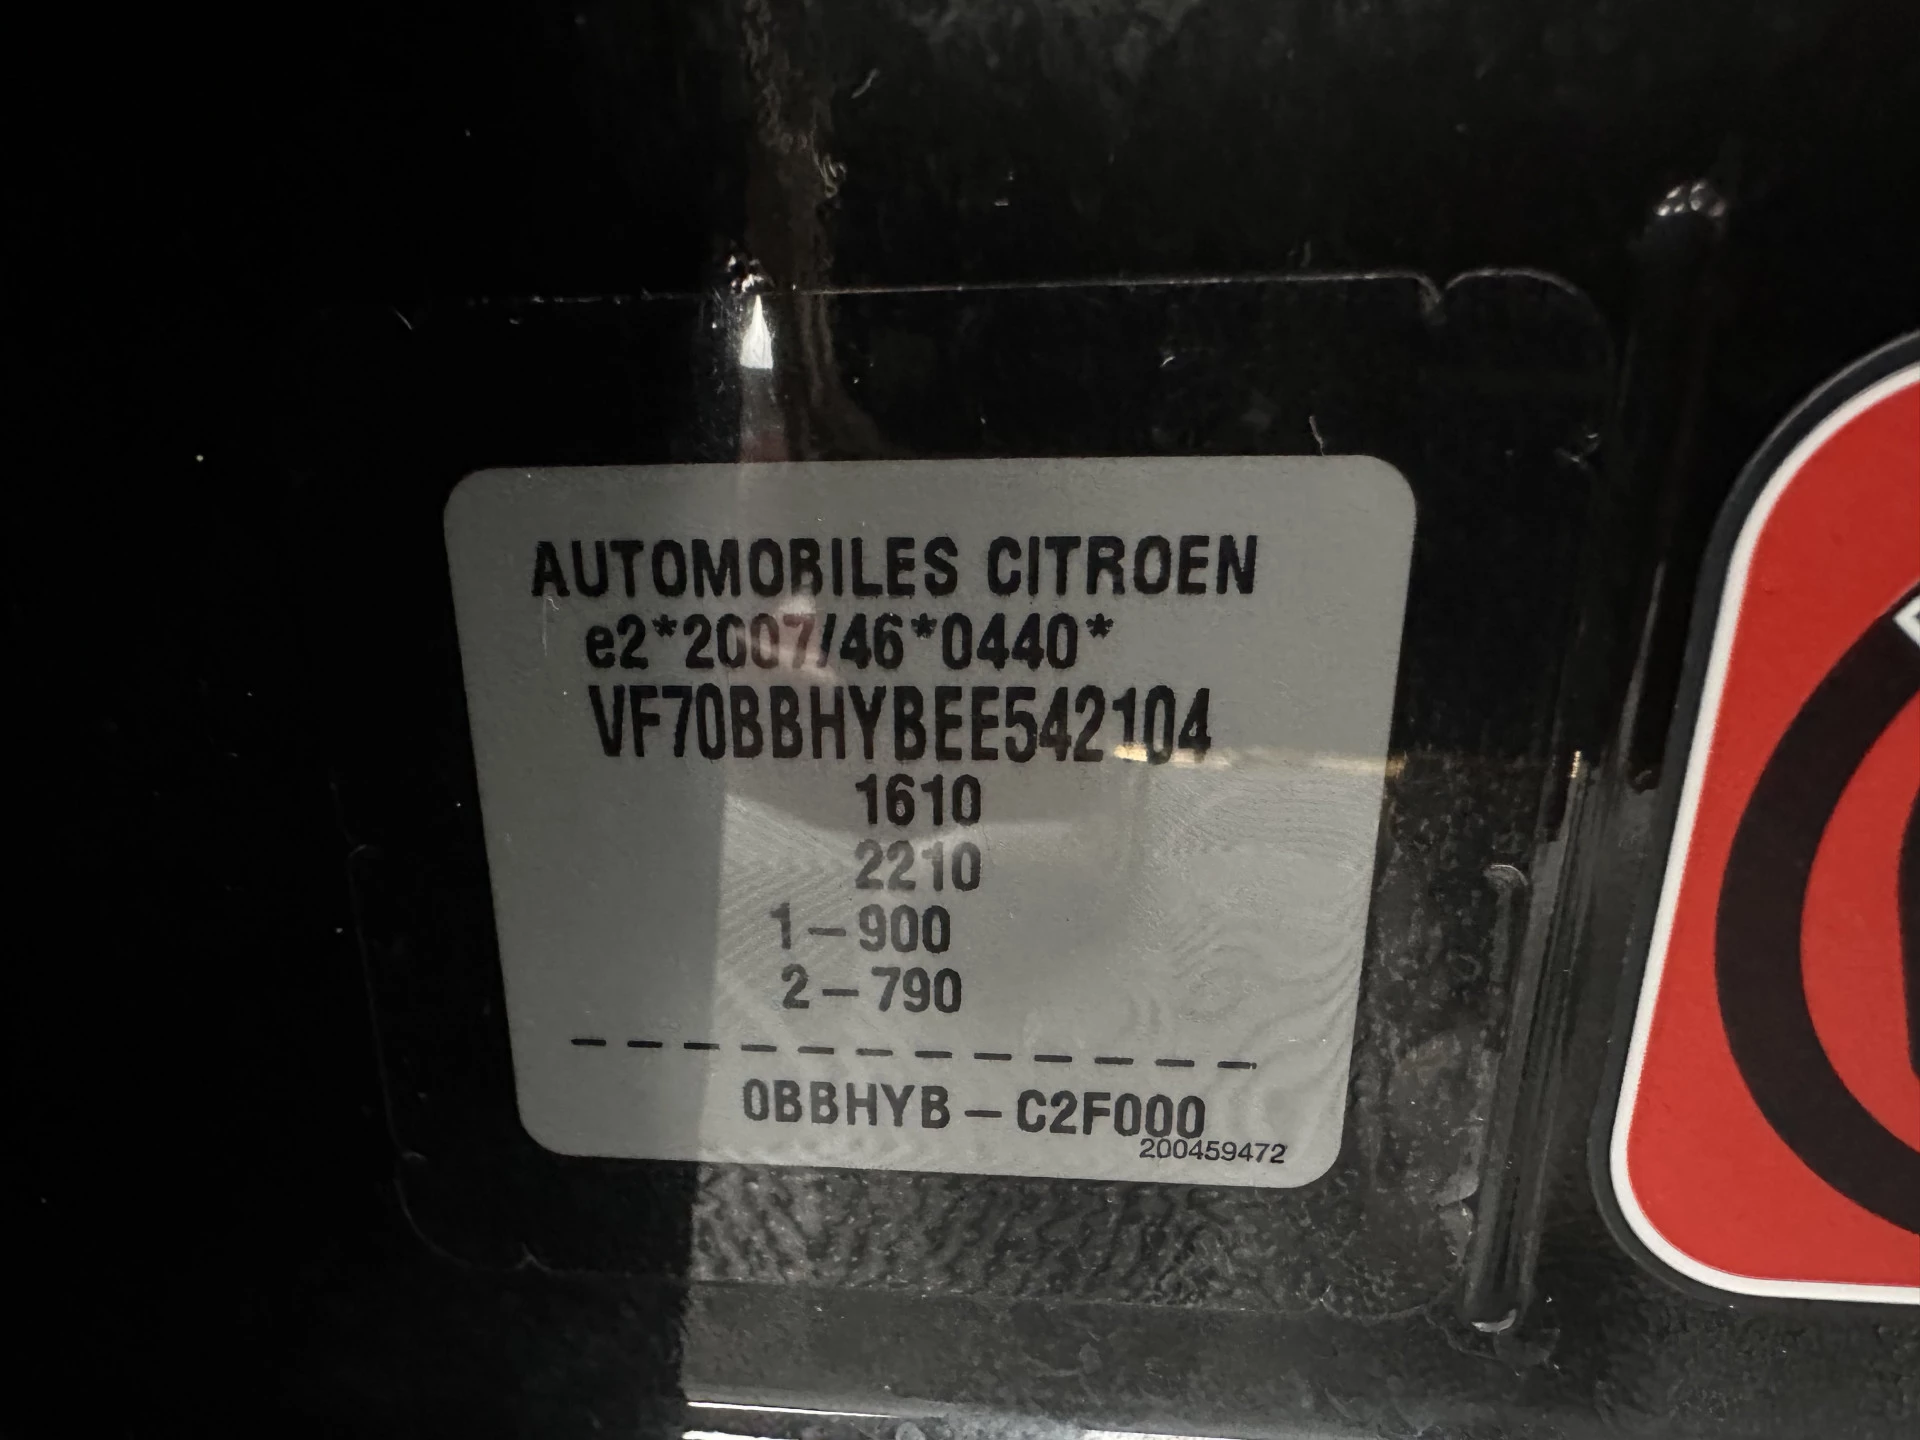 AUTOMOBILES CITROEN
e2*2007/46*0440*
VF70BBHYBEE542104
1610
2210
1-900
2-790
-------------
0BBHYB-C2F000
200459472